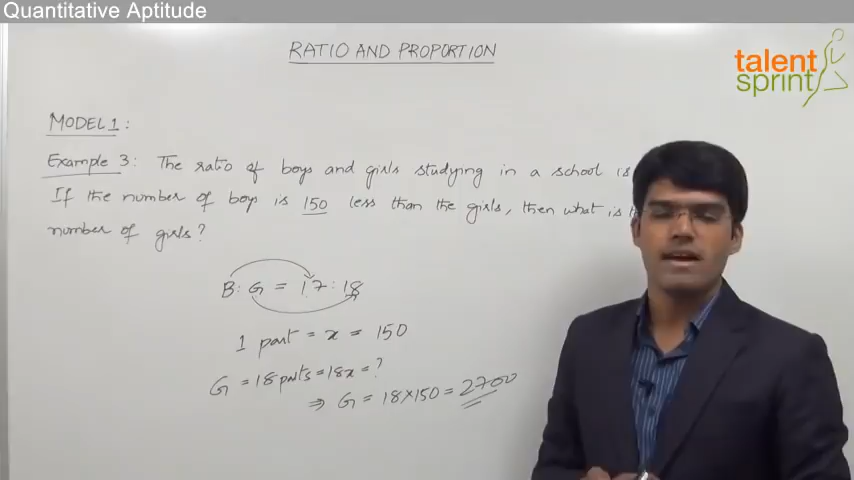 Quantitative Aptitude
RATIO AND PROPORTION
talent
sprint
MODEL 1:
Example 3: The ratio of boys and girls studying in a school is
If the number of boys is 150 less than the girls, then what is
number of girls?
B:G = 17:18
1 part = x = 150
G = 18 parts = 18x = ?
⇒ G = 18×150 = 2700